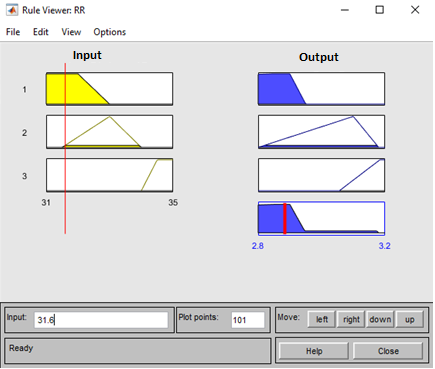 Rule Viewer: RR
File Edit View Options
Input Output
1
2
3
31 35
2.8 3.2
Input: 31.6 Plot points: 101 Move: left right down up
Ready Help Close